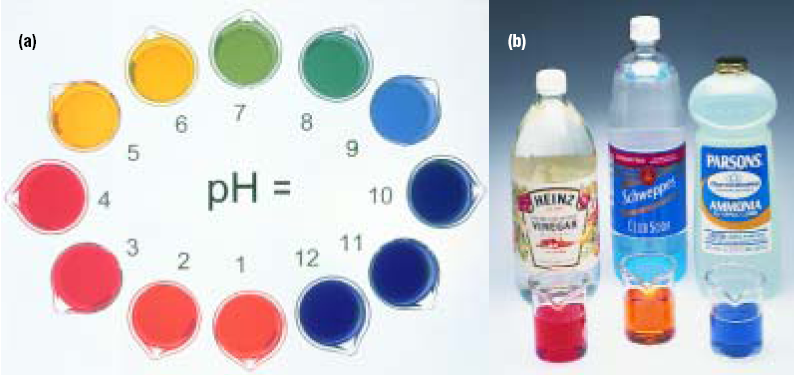 (a)
pH =
1
2
3
4
5
6
7
8
9
10
11
12
(b)
HEINZ
VINEGAR
Schweppes
CLUB SODA
PARSONS
AMMONIA